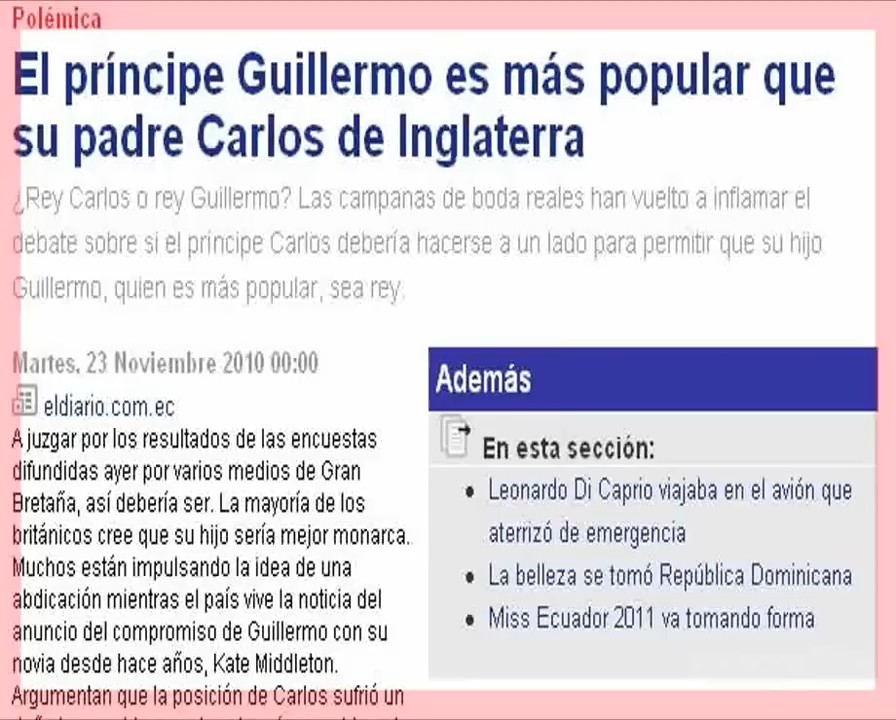 Polémica
El príncipe Guillermo es más popular que
su padre Carlos de Inglaterra
¿Rey Carlos o rey Guillermo? Las campanas de boda reales han vuelto a inflamar el
debate sobre si el príncipe Carlos debería hacerse a un lado para permitir que su hijo
Guillermo, quien es más popular, sea rey.
Martes, 23 Noviembre 2010 00:00
eldiario.com.ec
A juzgar por los resultados de las encuestas
difundidas ayer por varios medios de Gran
Bretaña, así debería ser. La mayoría de los
británicos cree que su hijo sería mejor monarca.
Muchos están impulsando la idea de una
abdicación mientras el país vive la noticia del
anuncio del compromiso de Guillermo con su
novia desde hace años, Kate Middleton.
Argumentan que la posición de Carlos sufrió un
Además
En esta sección:
• Leonardo Di Caprio viajaba en el avión que
aterrizó de emergencia
• La belleza se tomó República Dominicana
• Miss Ecuador 2011 va tomando forma